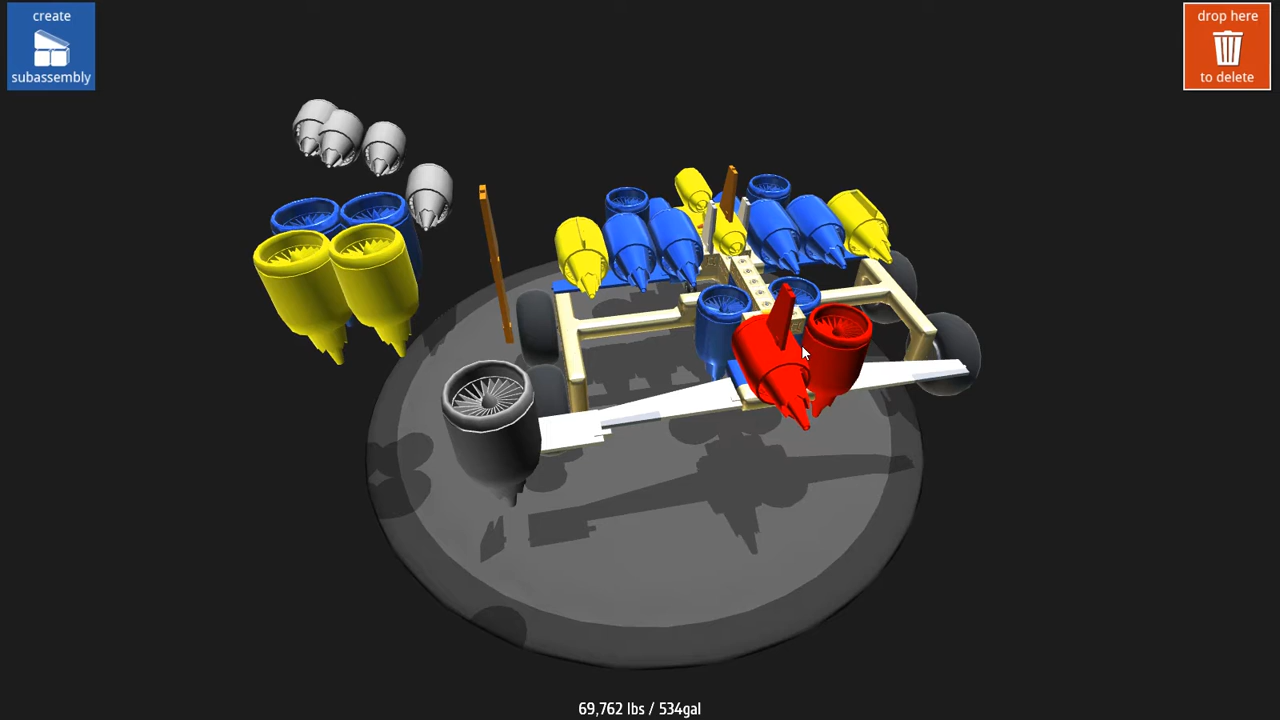 create
subassembly
drop here
to delete
69,762 lbs / 534gal